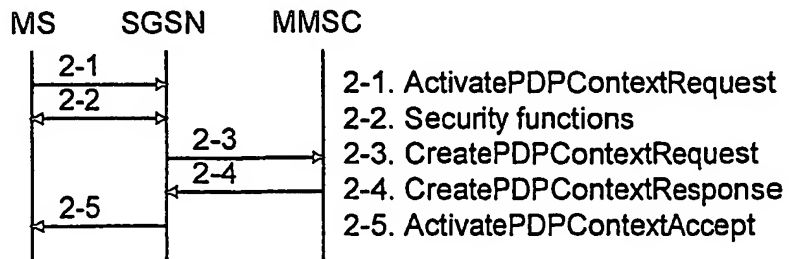 MS SGSN MMSC
2-1
2-1. ActivatePDPContextRequest
2-2
2-2. Security functions
2-3
2-3. CreatePDPContextRequest
2-4
2-4. CreatePDPContextResponse
2-5
2-5. ActivatePDPContextAccept